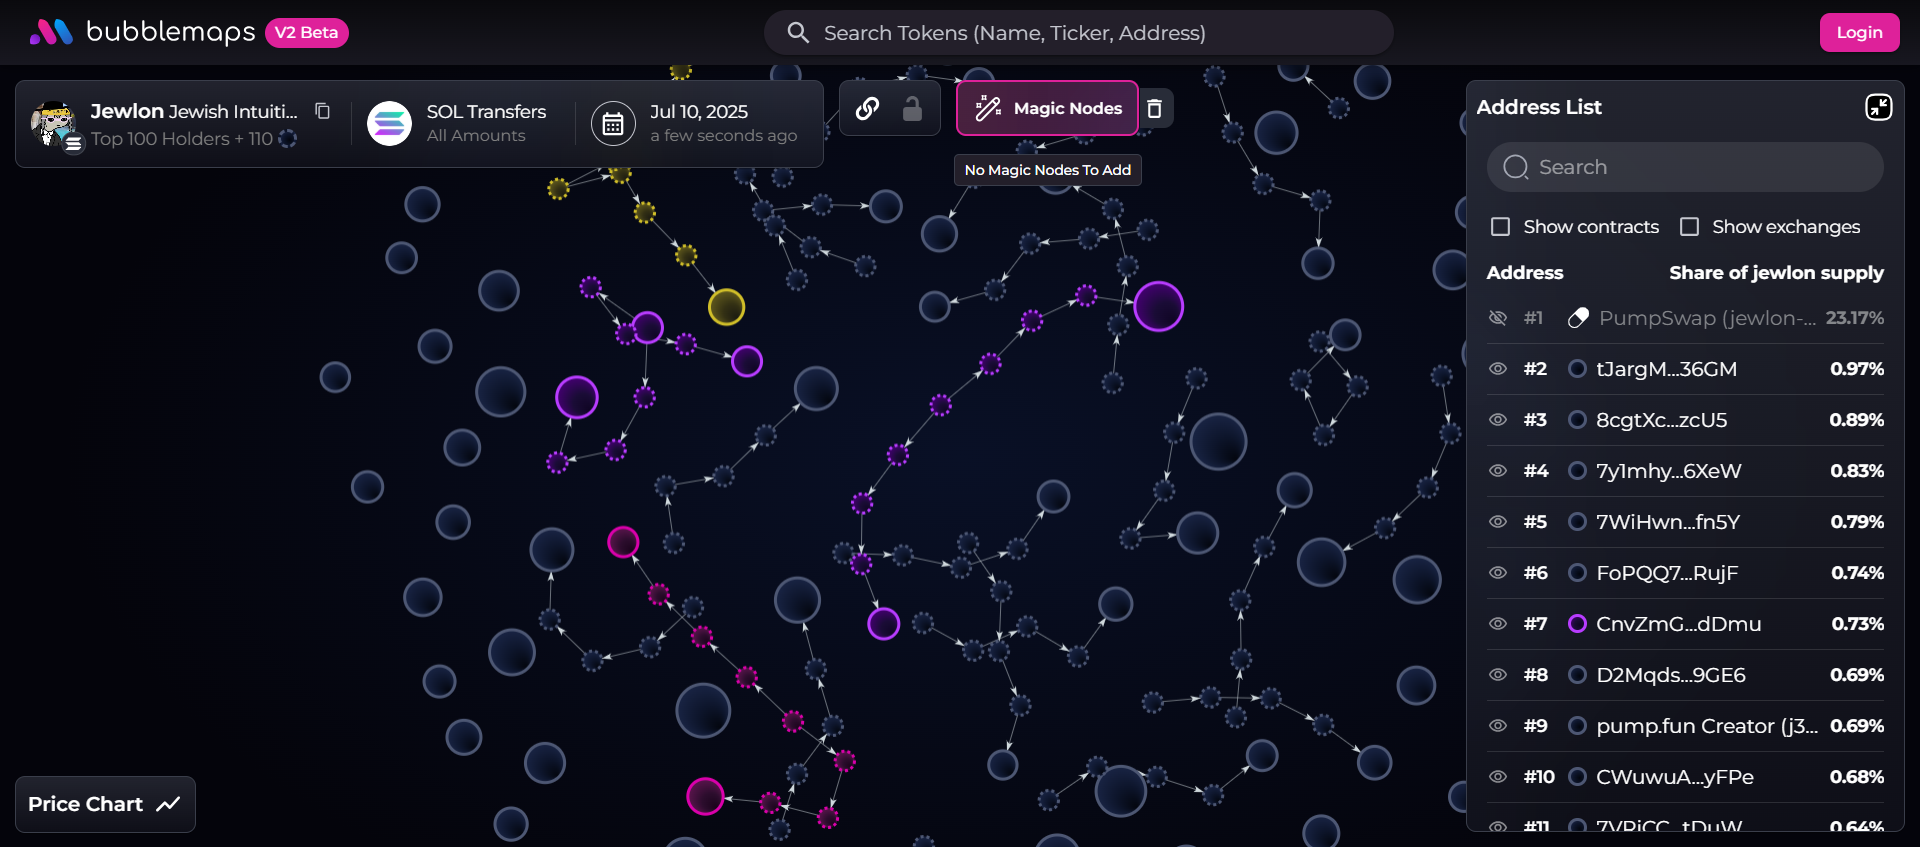 bubblemaps V2 Beta
Search Tokens (Name, Ticker, Address)
Login
Jewlon Jewish Intuiti...
Top 100 Holders + 110
SOL Transfers
All Amounts
Jul 10, 2025
a few seconds ago
Magic Nodes
No Magic Nodes To Add
Address List
Search
Show contracts Show exchanges
Address Share of jewlon supply
#1 PumpSwap (jewlon-... 23.17%
#2 tJargM...36GM 0.97%
#3 8cgtXc...zcU5 0.89%
#4 7y1mhy...6XeW 0.83%
#5 7WiHwn...fn5Y 0.79%
#6 FoPQQ7...RujF 0.74%
#7 CnvZmG...dDmu 0.73%
#8 D2Mqds...9GE6 0.69%
#9 pump.fun Creator (j3... 0.69%
#10 CWuwuA...yFPe 0.68%
#11 0.64%
Price Chart